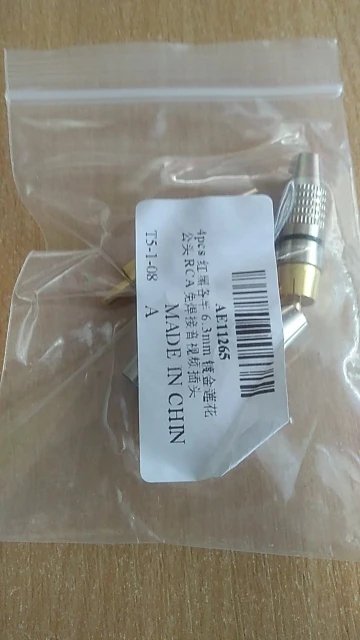 AE11265
4pcs 红黑各半 6.3mm 镀金莲花
公头 RCA 免焊接音视频插头
MADE IN CHIN
T5-1-08 A